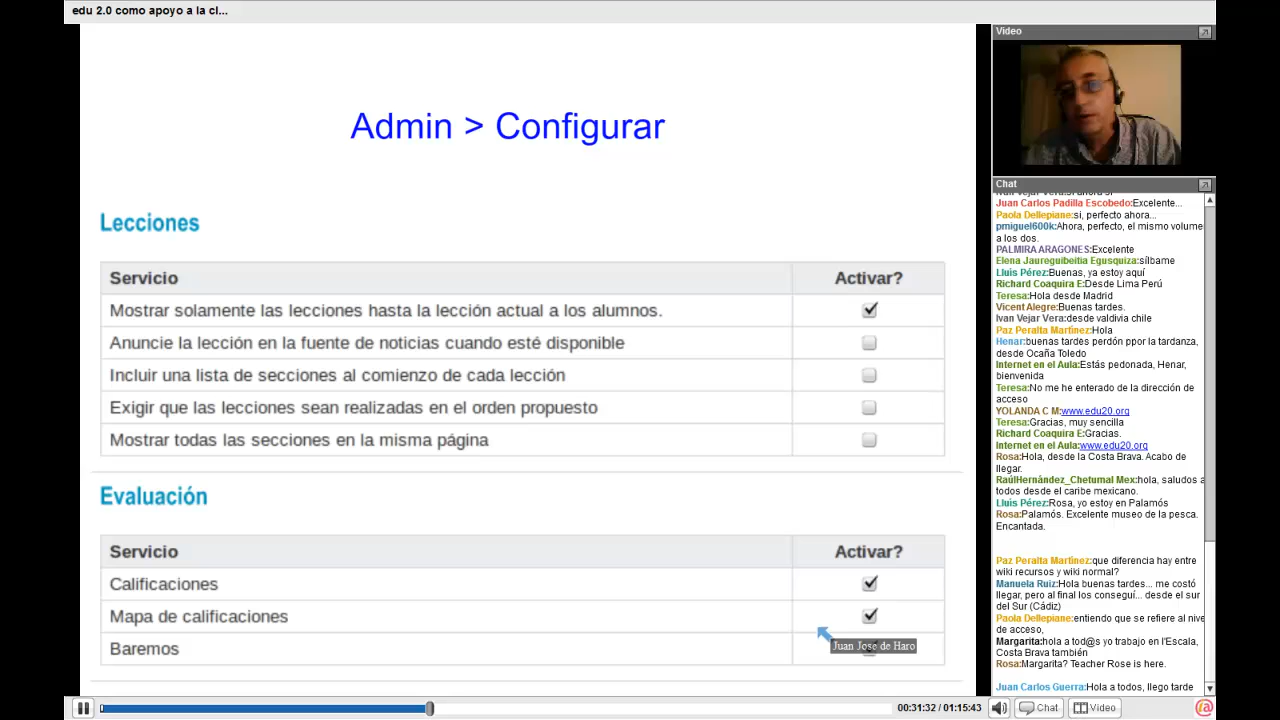 edu 2.0 como apoyo a la cl...
Admin > Configurar
Lecciones
Servicio Activar?
Mostrar solamente las lecciones hasta la lección actual a los alumnos.
Anuncie la lección en la fuente de noticias cuando esté disponible
Incluir una lista de secciones al comienzo de cada lección
Exigir que las lecciones sean realizadas en el orden propuesto
Mostrar todas las secciones en la misma página
Evaluación
Servicio Activar?
Calificaciones
Mapa de calificaciones
Baremos
Juan José de Haro
Video
Chat
Juan Carlos Padilla Escobedo:Excelente...
Paola Dellepiane:si, perfecto ahora...
pmiguel600k:Ahora, perfecto, el mismo volume
a los dos.
PALMIRA ARAGONES:Excelente
Elena Jaureguibeitia Egusquiza:sílbame
Lluís Pérez:Buenas, ya estoy aquí
Richard Coaquira E:Desde Lima Perú
Teresa:Hola desde Madrid
Vicent Alegre:Buenas tardes.
Ivan Vejar Vera:desde valdivia chile
Paz Peralta Martínez:Hola
Henar:buenas tardes perdón ppor la tardanza,
desde Ocaña Toledo
Internet en el Aula:Estás pedonada, Henar,
bienvenida
Teresa:No me he enterado de la dirección de
acceso
YOLANDA C M:www.edu20.org
Teresa:Gracias, muy sencilla
Richard Coaquira E:Gracias.
Internet en el Aula:www.edu20.org
Rosa:Hola, desde la Costa Brava. Acabo de
llegar.
RaúlHernández_Chetumal Mex:hola, saludos a
todos desde el caribe mexicano.
Lluís Pérez:Rosa, yo estoy en Palamós
Rosa:Palamós. Excelente museo de la pesca.
Encantada.
Paz Peralta Martínez:que diferencia hay entre
wiki recursos y wiki normal?
Manuela Ruiz:Hola buenas tardes... me costó
llegar, pero al final los conseguí... desde el sur
del Sur (Cádiz)
Paola Dellepiane:entiendo que se refiere al nive
de acceso,
Margarita:hola a tod@s yo trabajo en l'Escala,
Costa Brava también
Rosa:Margarita? Teacher Rose is here.
Juan Carlos Guerra:Hola a todos, llego tarde
00:31:32 / 01:15:43
Chat
Video